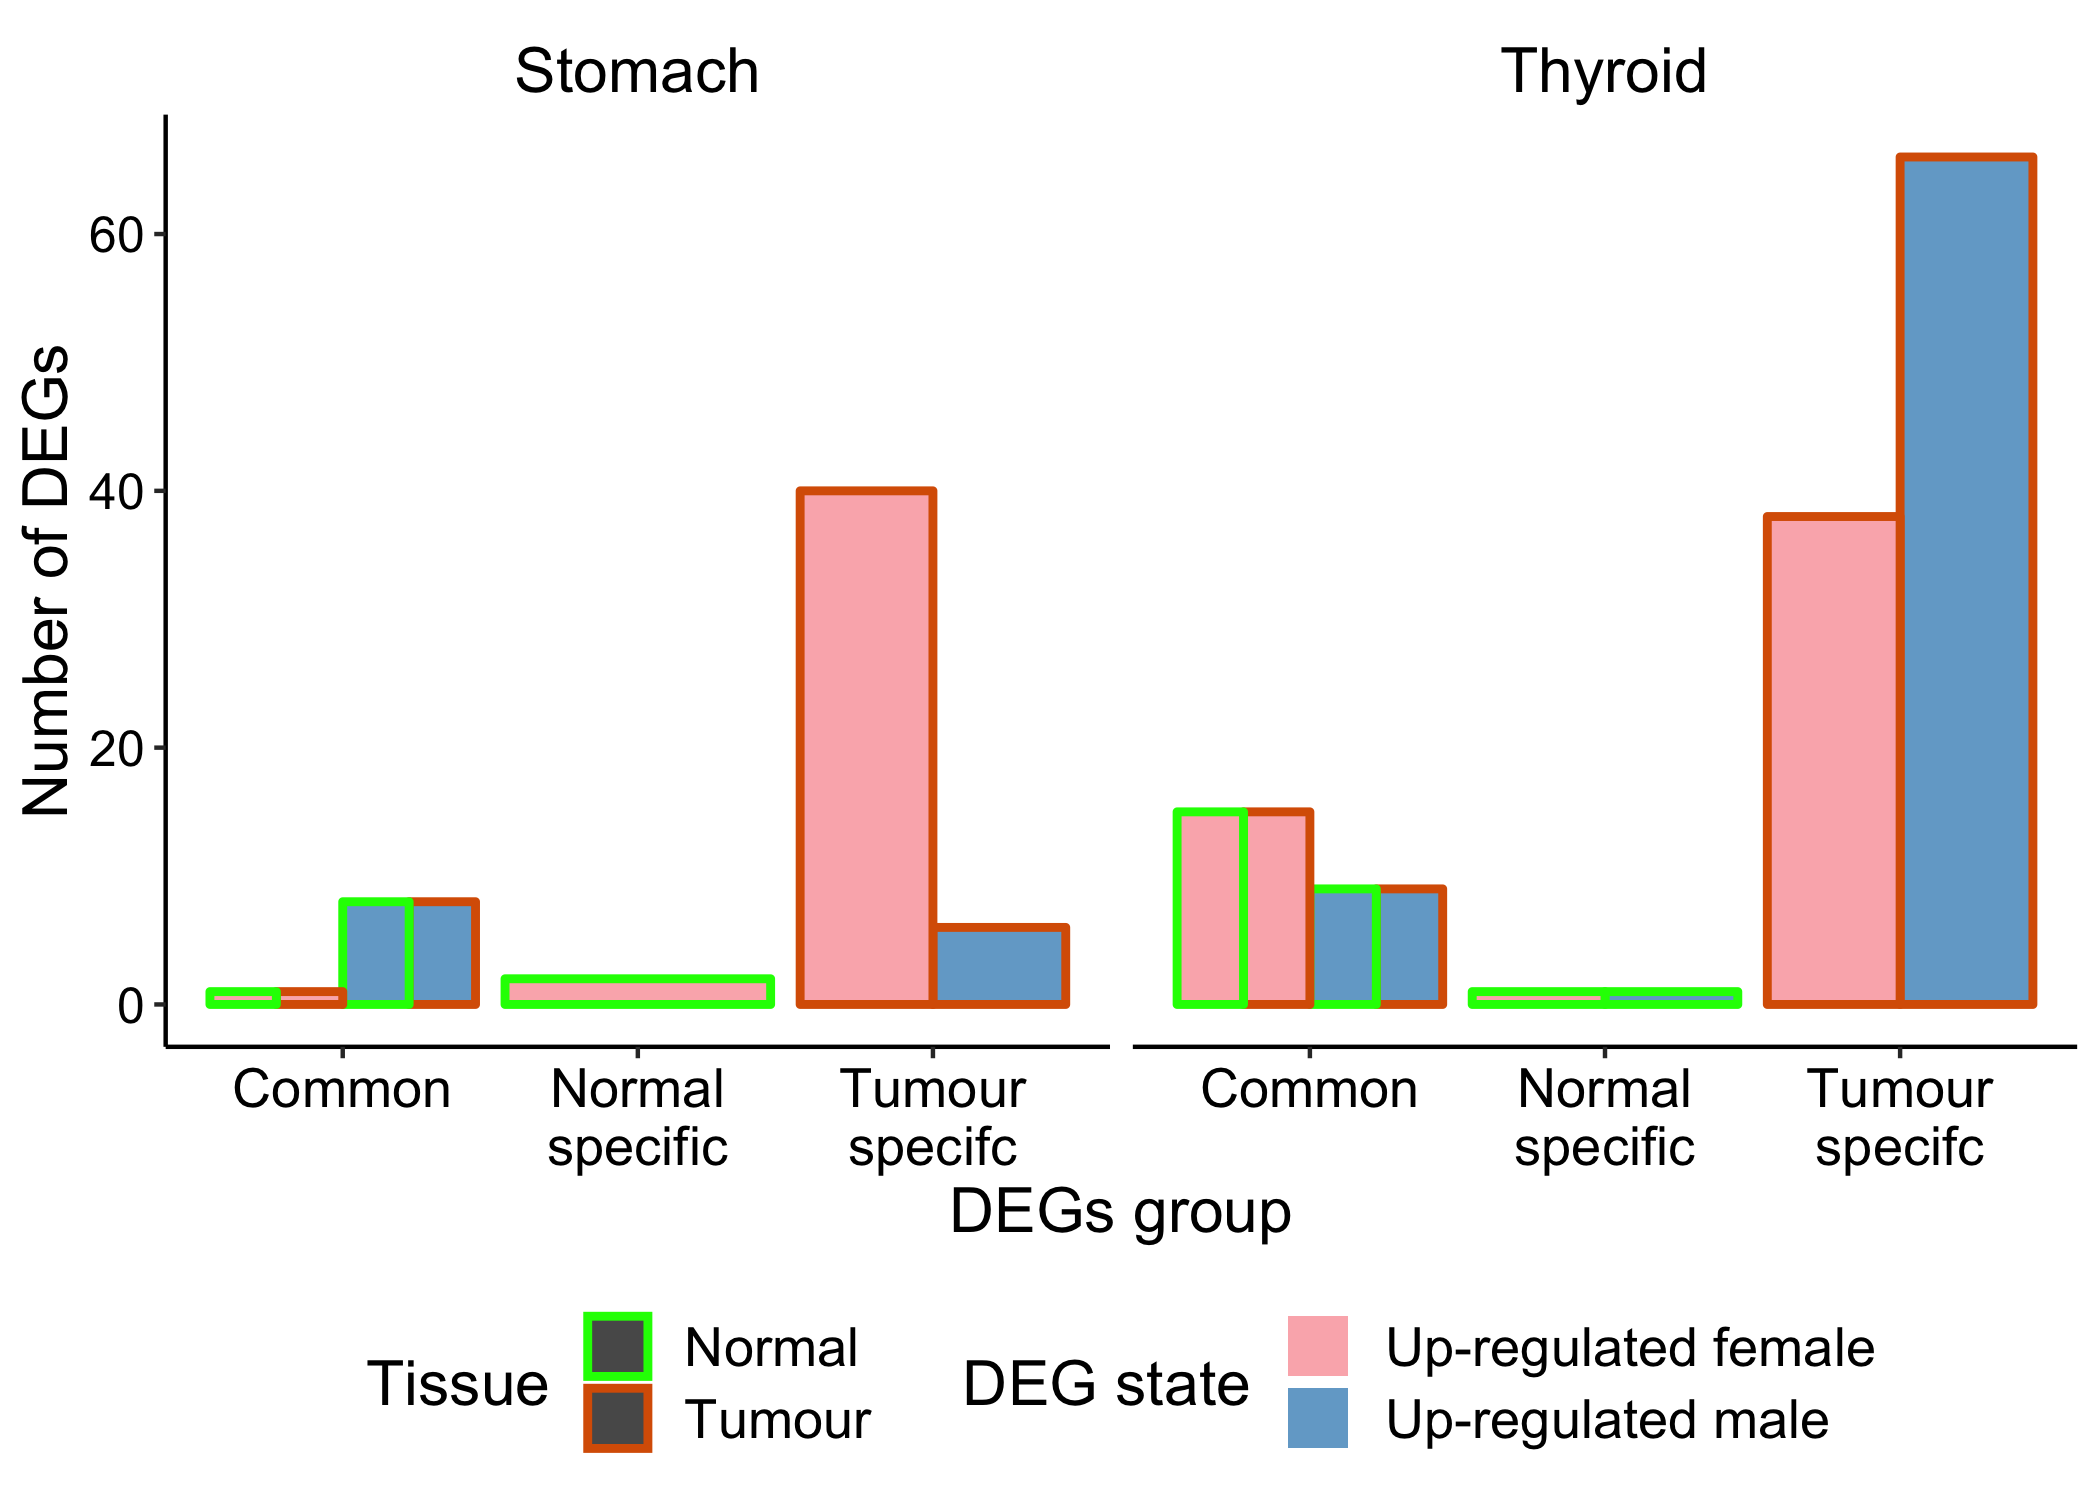 Stomach
Thyroid
Number of DEGs
60
40
20
0
Common
Normal
specific
Tumour
specifc
Common
Normal
specific
Tumour
specifc
DEGs group
Tissue
Normal
Tumour
DEG state
Up-regulated female
Up-regulated male